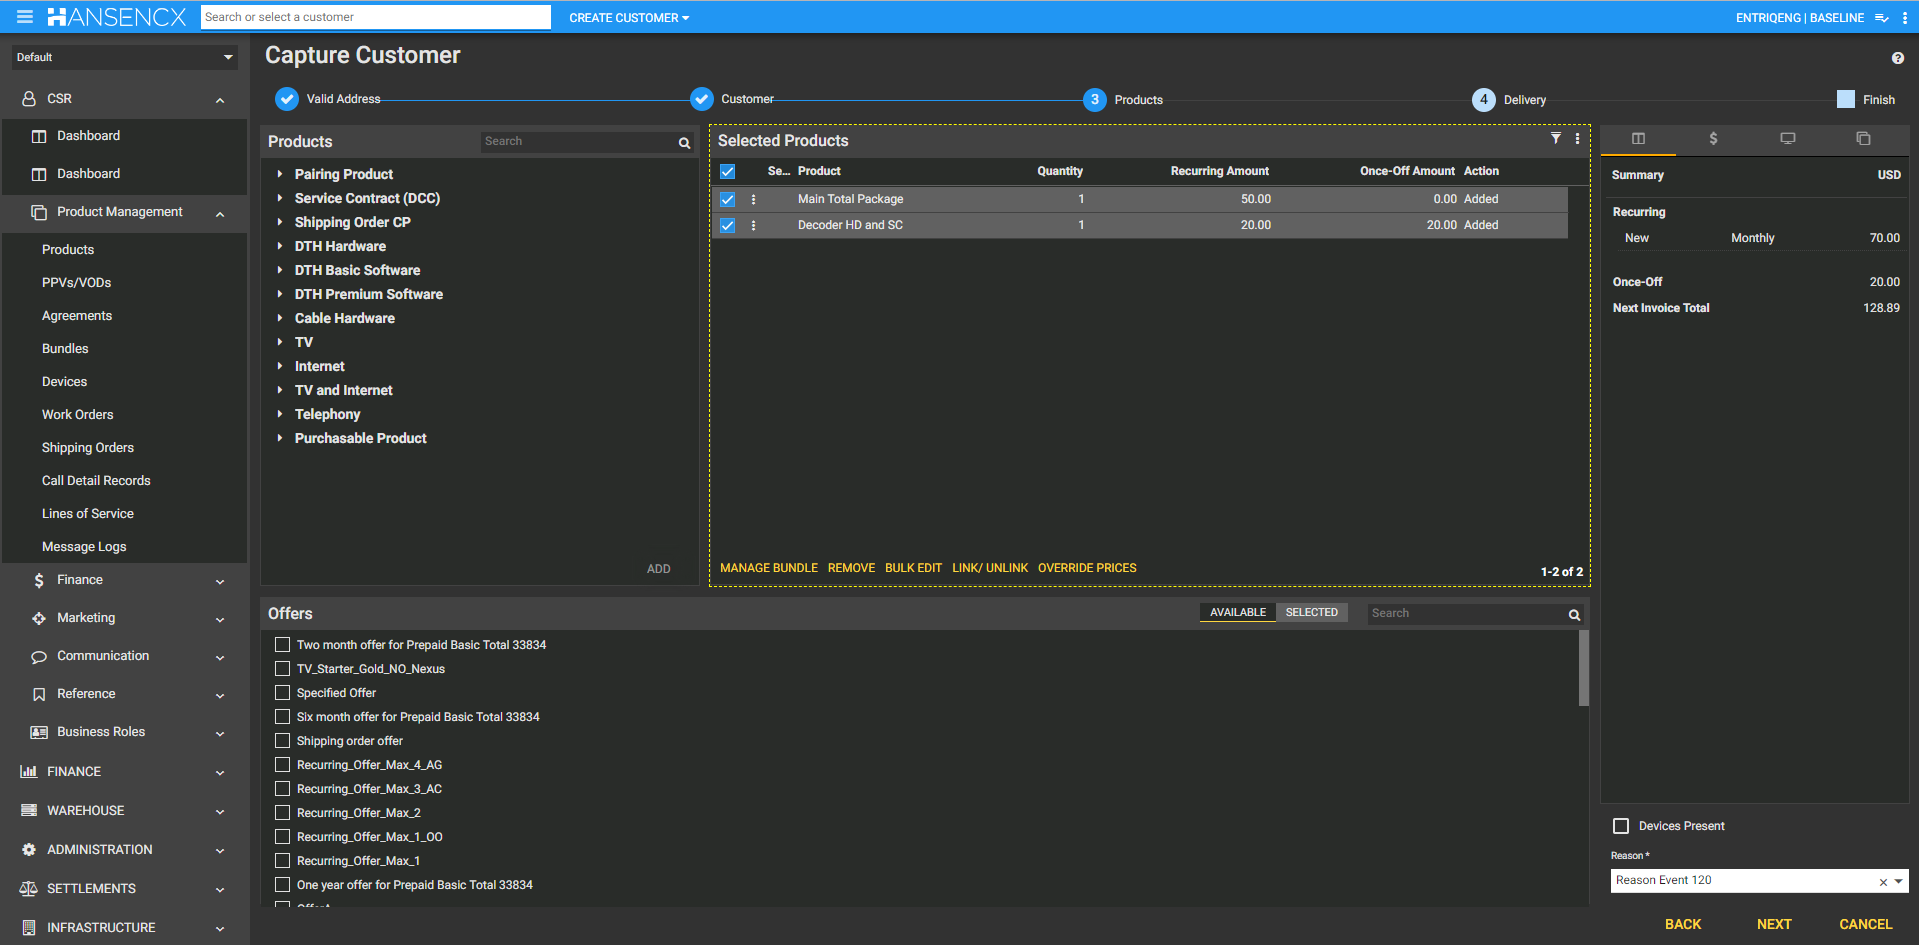 HANSENCX
Search or select a customer
CREATE CUSTOMER
ENTRIQENG | BASELINE
Default
CSR
Dashboard
Dashboard
Product Management
Products
PPVs/VODs
Agreements
Bundles
Devices
Work Orders
Shipping Orders
Call Detail Records
Lines of Service
Message Logs
Finance
Marketing
Communication
Reference
Business Roles
FINANCE
WAREHOUSE
ADMINISTRATION
SETTLEMENTS
INFRASTRUCTURE
Capture Customer
Valid Address
Customer
3 Products
4 Delivery
Finish
Products
Search
Pairing Product
Service Contract (DCC)
Shipping Order CP
DTH Hardware
DTH Basic Software
DTH Premium Software
Cable Hardware
TV
Internet
TV and Internet
Telephony
Purchasable Product
ADD
Selected Products
Se... Product Quantity Recurring Amount Once-Off Amount Action
Main Total Package 1 50.00 0.00 Added
Decoder HD and SC 1 20.00 20.00 Added
MANAGE BUNDLE REMOVE BULK EDIT LINK/ UNLINK OVERRIDE PRICES
1-2 of 2
Offers
AVAILABLE SELECTED
Search
Two month offer for Prepaid Basic Total 33834
TV_Starter_Gold_NO_Nexus
Specified Offer
Six month offer for Prepaid Basic Total 33834
Shipping order offer
Recurring_Offer_Max_4_AG
Recurring_Offer_Max_3_AC
Recurring_Offer_Max_2
Recurring_Offer_Max_1_OO
Recurring_Offer_Max_1
One year offer for Prepaid Basic Total 33834
Summary USD
Recurring
New Monthly 70.00
Once-Off 20.00
Next Invoice Total 128.89
Devices Present
Reason *
Reason Event 120
BACK NEXT CANCEL